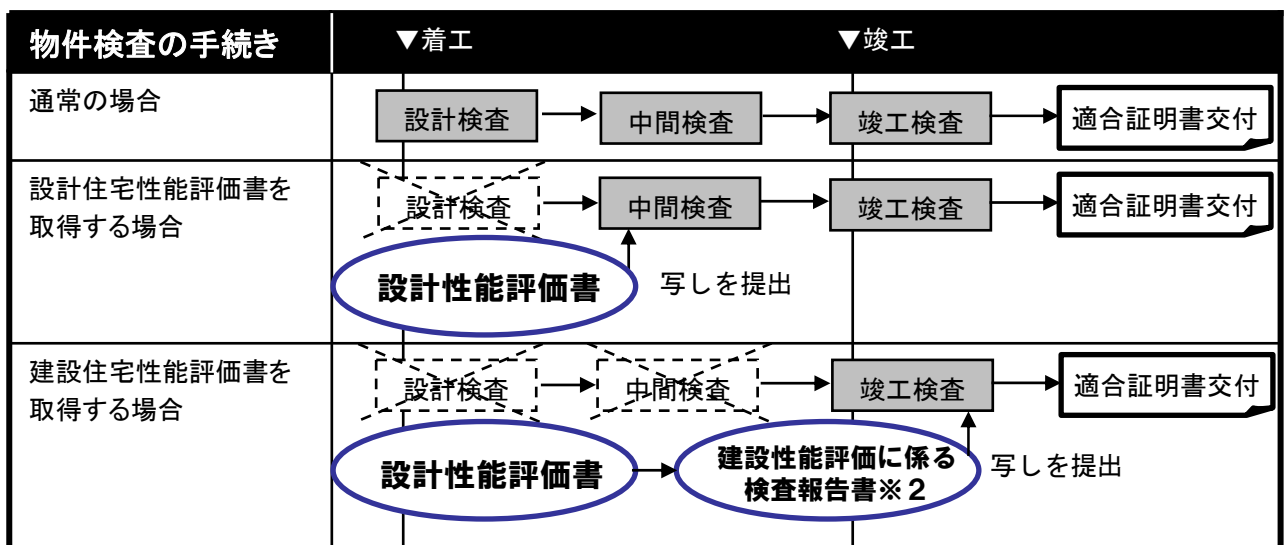 物件検査の手続き
▼着工
▼竣工
通常の場合
設計検査
中間検査
竣工検査
適合証明書交付
設計住宅性能評価書を
取得する場合
設計検査
中間検査
竣工検査
適合証明書交付
設計性能評価書
写しを提出
建設住宅性能評価書を
取得する場合
設計検査
中間検査
竣工検査
適合証明書交付
設計性能評価書
建設性能評価に係る
検査報告書※2
写しを提出